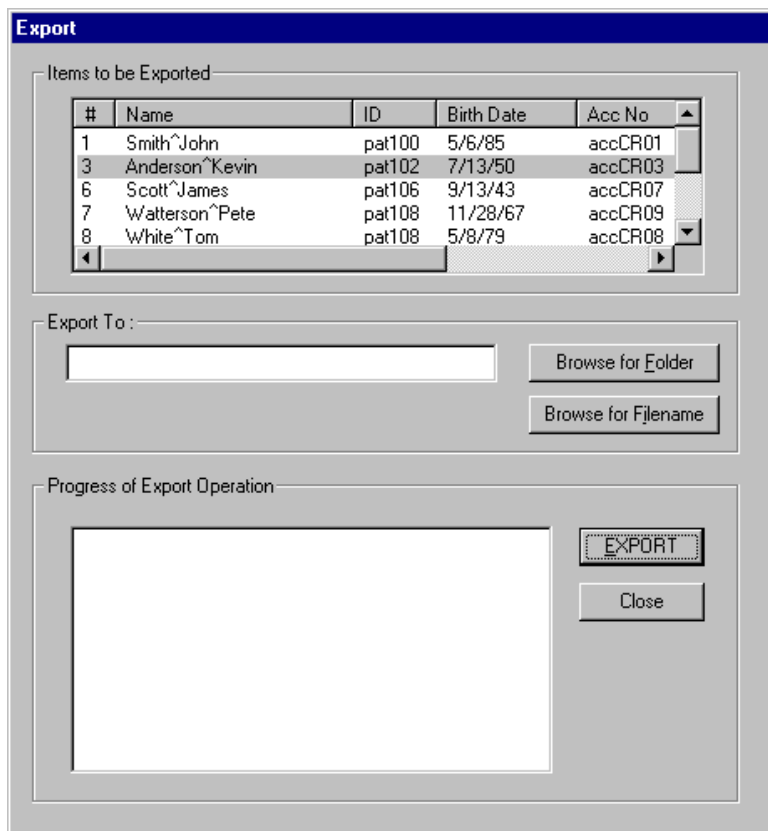 Export
Items to be Exported
# Name ID Birth Date Acc No
1 Smith^John pat100 5/6/85 accCR01
3 Anderson^Kevin pat102 7/13/50 accCR03
6 Scott^James pat106 9/13/43 accCR07
7 Watterson^Pete pat108 11/28/67 accCR09
8 White^Tom pat108 5/8/79 accCR08
Export To :
Browse for Folder
Browse for Filename
Progress of Export Operation
EXPORT
Close